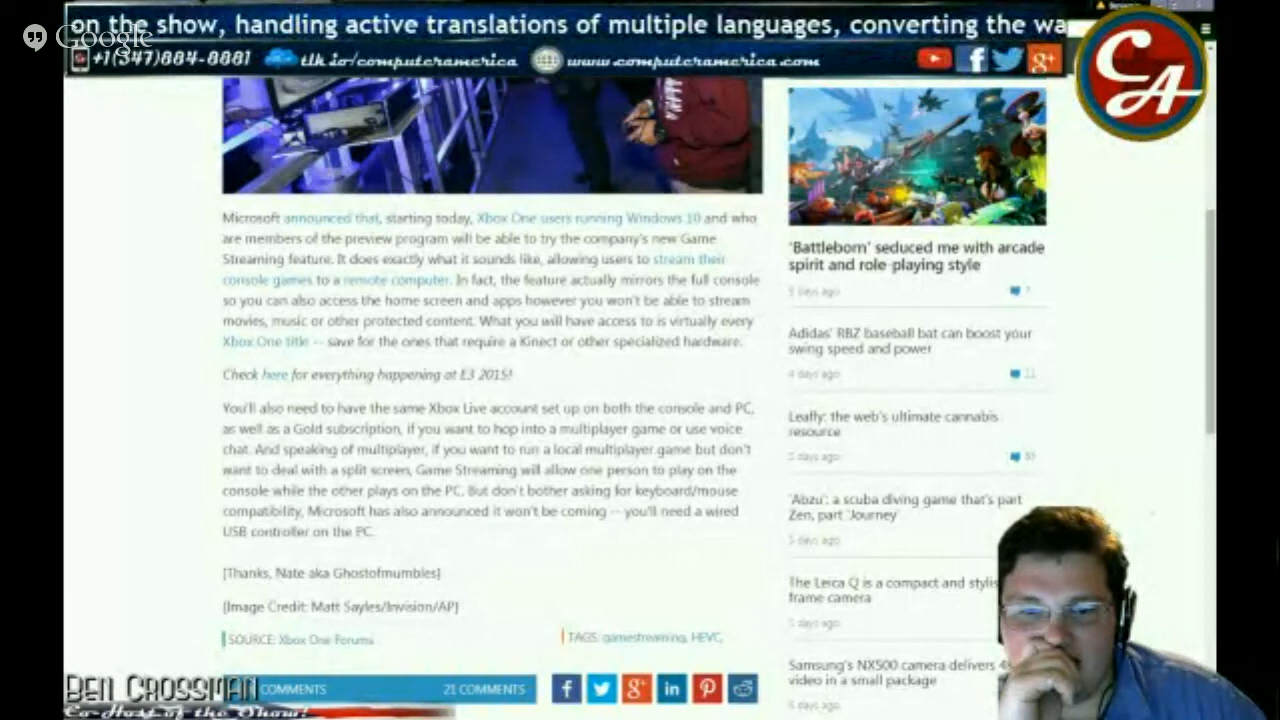 on the show, handling active translations of multiple languages, converting the wa
Google
+1(347)884-8881 tlk.io/computeramerica www.computeramerica.com
CA
Microsoft announced that, starting today, Xbox One users running Windows 10 and who
are members of the preview program will be able to try the company's new Game
Streaming feature. It does exactly what it sounds like, allowing users to stream their
console games to a remote computer. In fact, the feature actually mirrors the full console
so you can also access the home screen and apps however you won't be able to stream
movies, music or other protected content. What you will have access to is virtually every
Xbox One title -- save for the ones that require a Kinect or other specialized hardware.
Check here for everything happening at E3 2015!
You'll also need to have the same Xbox Live account set up on both the console and PC,
as well as a Gold subscription, if you want to hop into a multiplayer game or use voice
chat. And speaking of multiplayer, if you want to run a local multiplayer game but don't
want to deal with a split screen, Game Streaming will allow one person to play on the
console while the other plays on the PC. But don't bother asking for keyboard/mouse
compatibility, Microsoft has also announced it won't be coming -- you'll need a wired
USB controller on the PC.
[Thanks, Nate aka Ghostofmumbles]
[Image Credit: Matt Sayles/Invision/AP]
SOURCE: Xbox One Forums
TAGS: gamestreaming, HEVC,
COMMENTS
21 COMMENTS
'Battleborn' seduced me with arcade
spirit and role-playing style
days ago
Adidas' RBZ baseball bat can boost your
swing speed and power
4 days ago
Leafly: the web's ultimate cannabis
resource
5 days ago
'Abzu': a scuba diving game that's part
Zen, part 'Journey'
5 days ago
The Leica Q is a compact and stylis
frame camera
5 days ago
Samsung's NX500 camera delivers 4
video in a small package
6 days ago
BEN CROSSMAN
Co-Host of the Show!